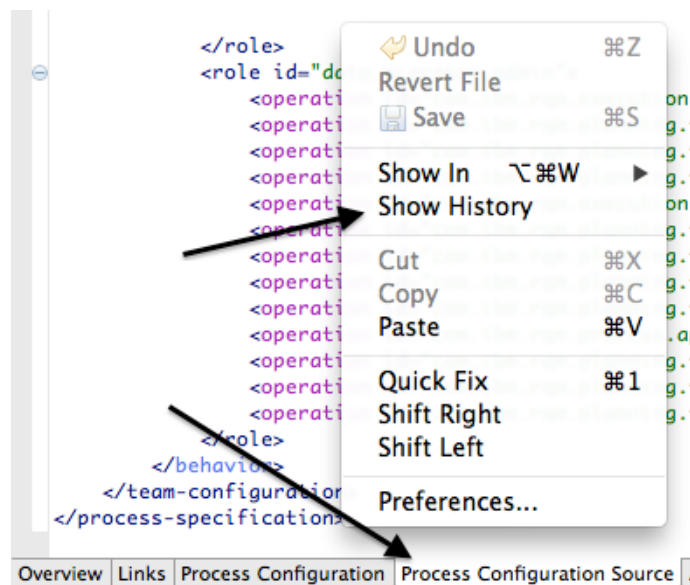 </role>
<role id="da
<operati
<operati
<operati
<operati
<operati
<operati
<operati
<operati
<operati
<operati
<operati
<operati
<operati
</role>
</behavior>
</team-configuration>
</process-specification>
Undo ⌘Z
Revert File
Save ⌘S
Show In ⌥⌘W ▶
Show History
Cut ⌘X
Copy ⌘C
Paste ⌘V
Quick Fix ⌘1
Shift Right
Shift Left
Preferences...
Overview Links Process Configuration Process Configuration Source